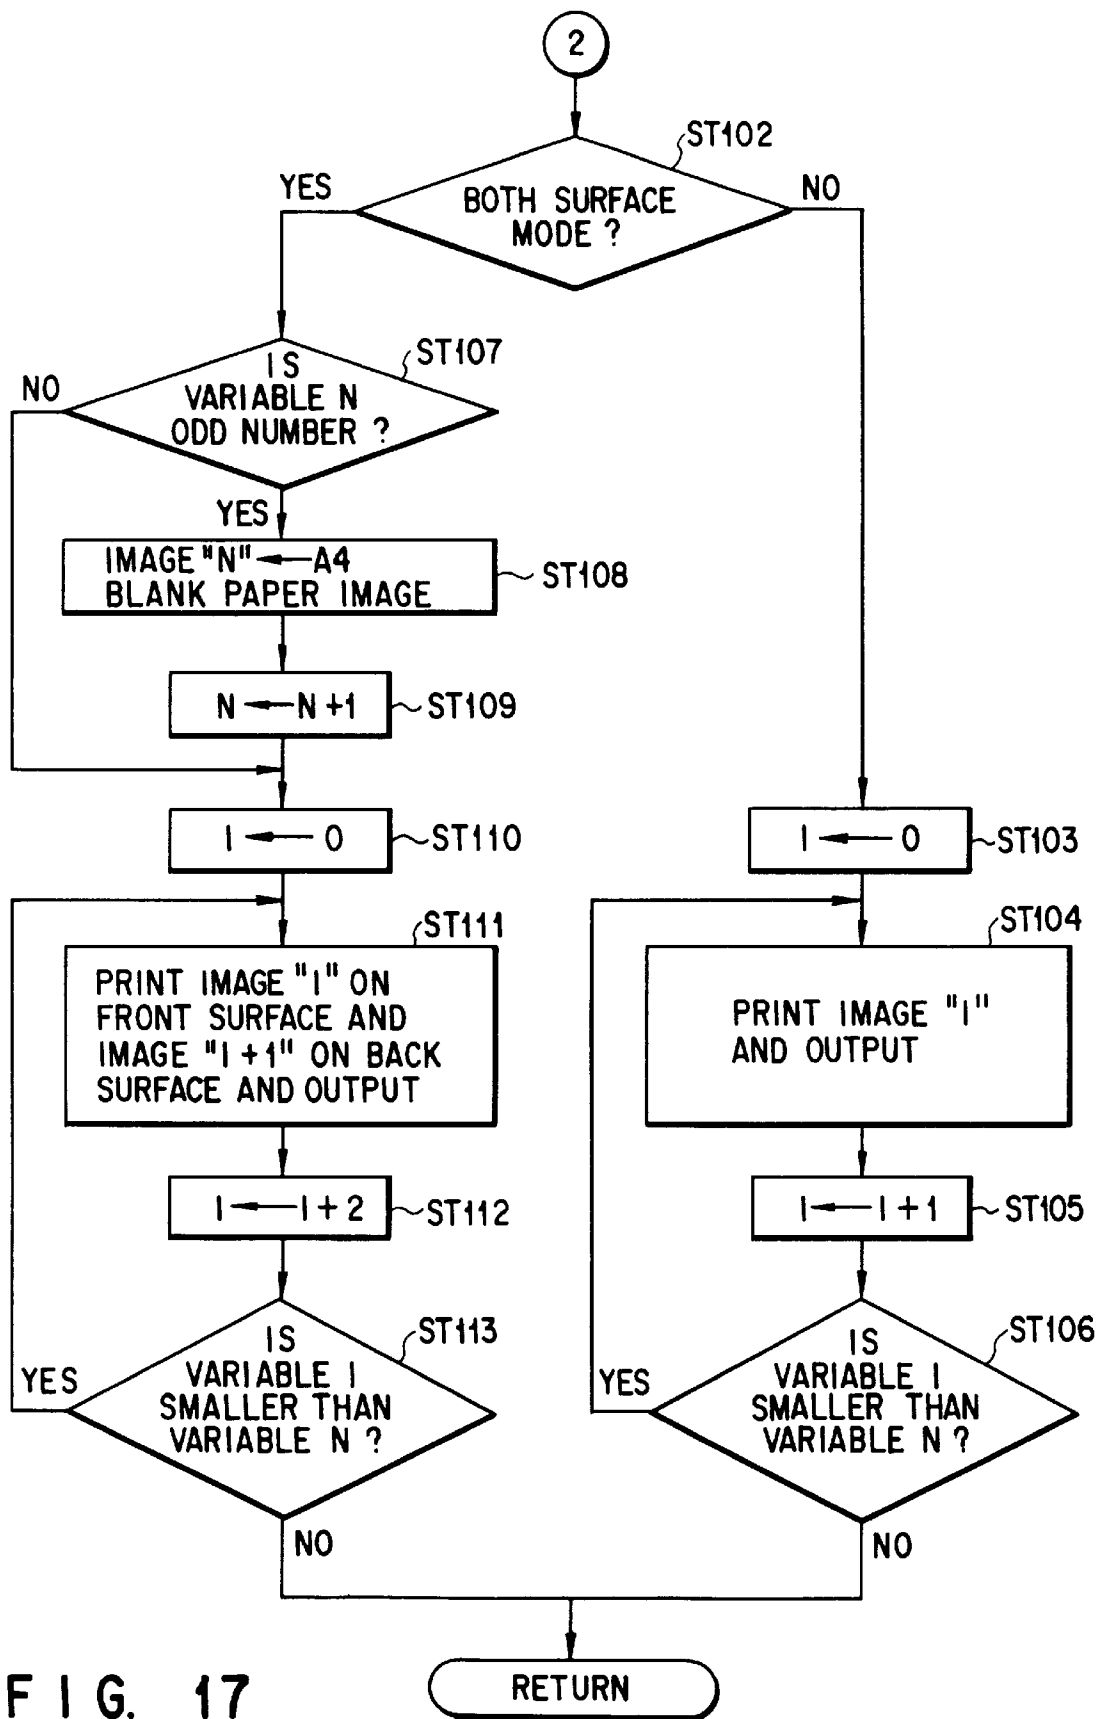 2
ST102
YES
NO
BOTH SURFACE
MODE ?
ST107
NO
IS
VARIABLE N
ODD NUMBER ?
YES
IMAGE "N" ← A4
BLANK PAPER IMAGE
ST108
N ← N +1
ST109
I ← 0
ST110
I ← 0
ST103
ST111
PRINT IMAGE "I" ON
FRONT SURFACE AND
IMAGE "I +1" ON BACK
SURFACE AND OUTPUT
ST104
PRINT IMAGE "I"
AND OUTPUT
I ← I + 2
ST112
I ← I + 1
ST105
ST113
YES
IS
VARIABLE I
SMALLER THAN
VARIABLE N ?
NO
ST106
YES
IS
VARIABLE I
SMALLER THAN
VARIABLE N ?
NO
RETURN
FIG. 17